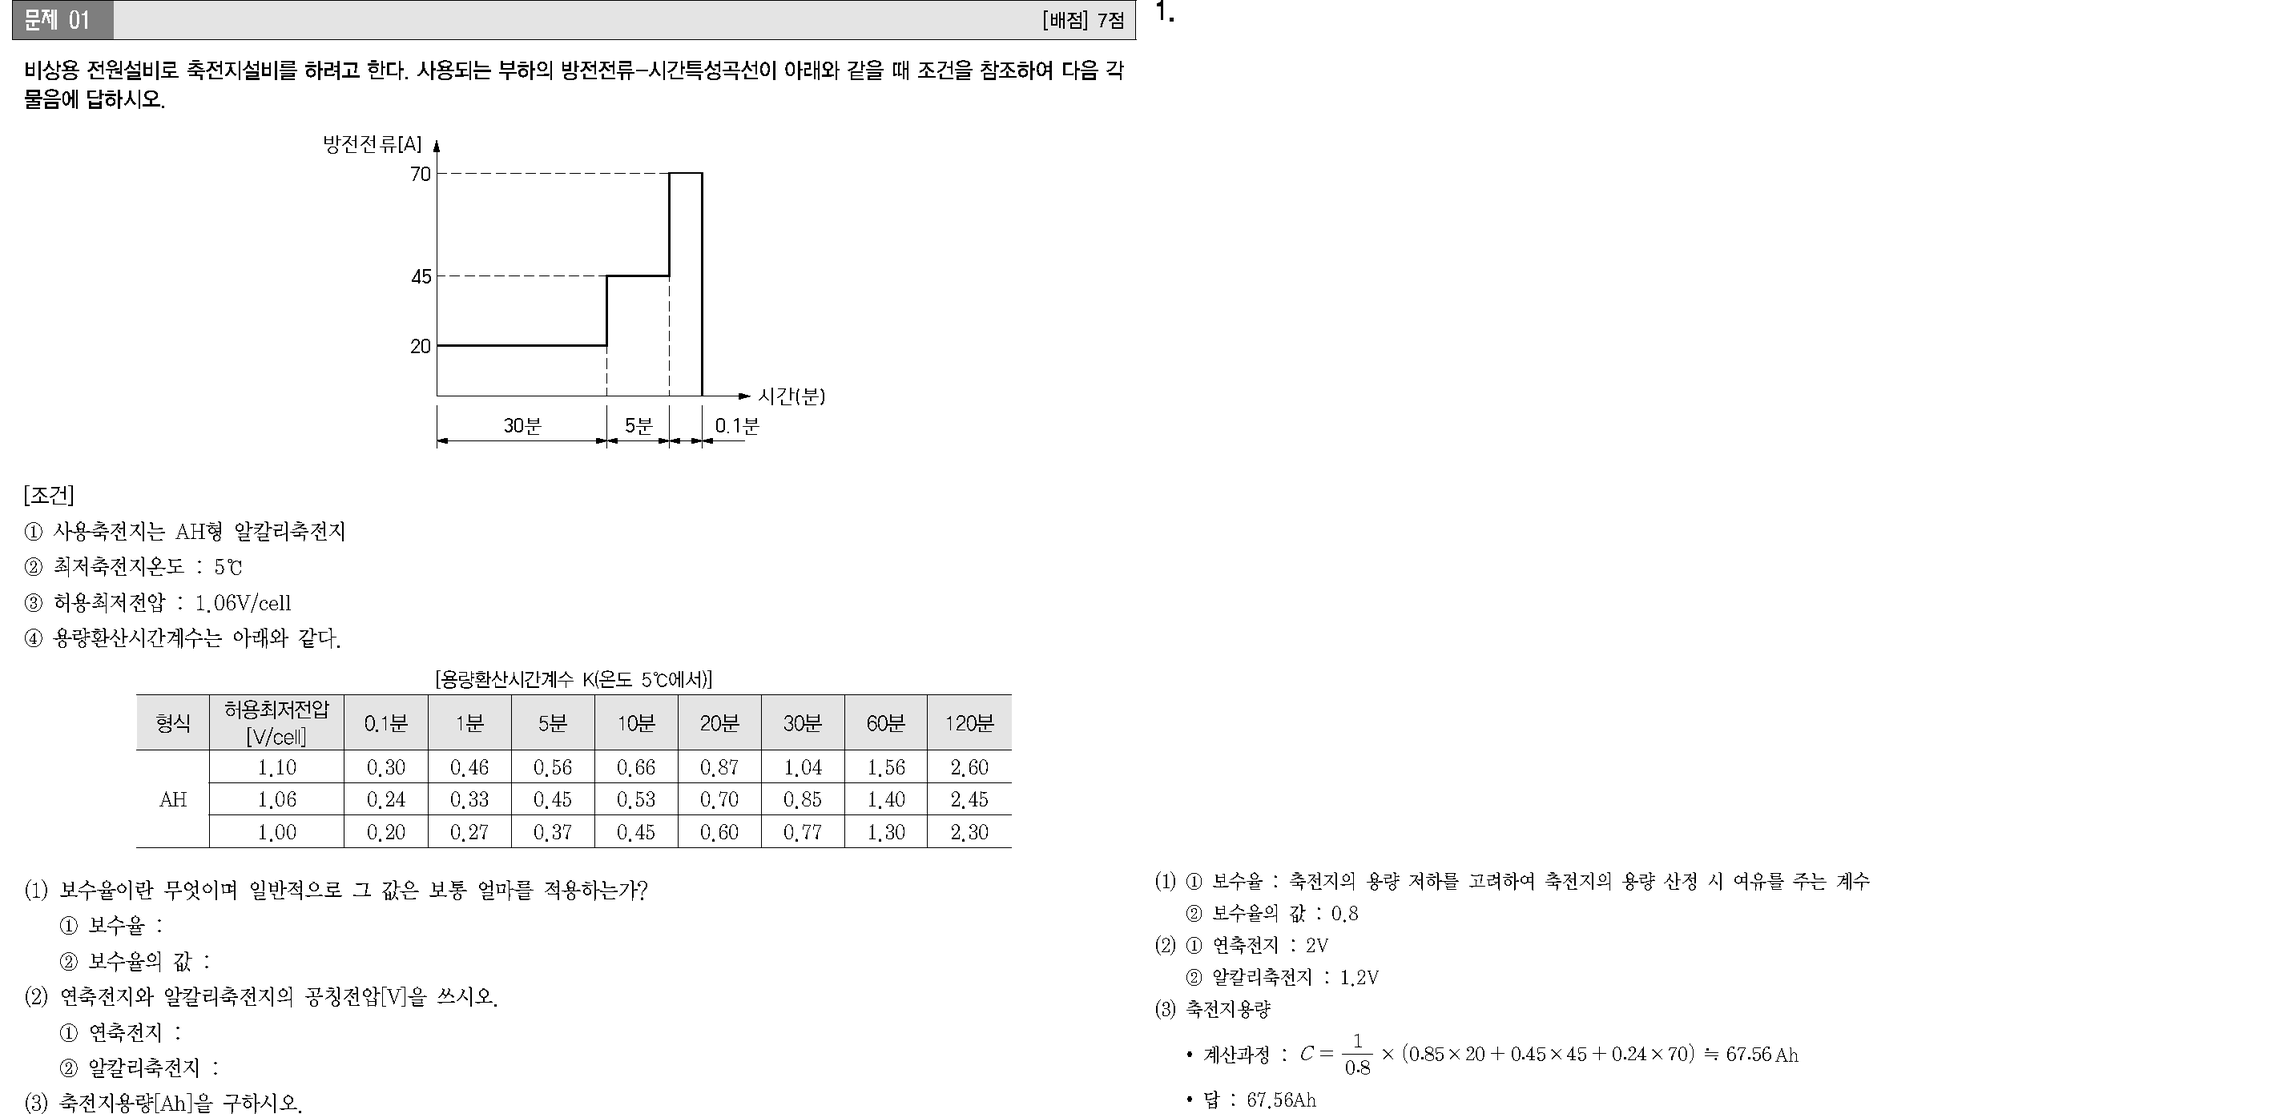 문제 01 [배점] 7점
비상용 전원설비로 축전지설비를 하려고 한다. 사용되는 부하의 방전전류-시간특성곡선이 아래와 같을 때 조건을 참조하여 다음 각
물음에 답하시오.
방전전류[A]
70
45
20
시간(분)
30분 5분 0.1분
[조건]
① 사용축전지는 AH형 알칼리축전지
② 최저축전지온도 : 5℃
③ 허용최저전압 : 1.06V/cell
④ 용량환산시간계수는 아래와 같다.
[용량환산시간계수 K(온도 5℃에서)]
형식 허용최저전압 [V/cell] 0.1분 1분 5분 10분 20분 30분 60분 120분
AH 1.10 0.30 0.46 0.56 0.66 0.87 1.04 1.56 2.60
1.06 0.24 0.33 0.45 0.53 0.70 0.85 1.40 2.45
1.00 0.20 0.27 0.37 0.45 0.60 0.77 1.30 2.30
(1) 보수율이란 무엇이며 일반적으로 그 값은 보통 얼마를 적용하는가?
① 보수율 :
② 보수율의 값 :
(2) 연축전지와 알칼리축전지의 공칭전압[V]을 쓰시오.
① 연축전지 :
② 알칼리축전지 :
(3) 축전지용량[Ah]을 구하시오.
1.
(1) ① 보수율 : 축전지의 용량 저하를 고려하여 축전지의 용량 산정 시 여유를 주는 계수
② 보수율의 값 : 0.8
(2) ① 연축전지 : 2V
② 알칼리축전지 : 1.2V
(3) 축전지용량
• 계산과정 : C = 1/0.8 × (0.85×20+0.45×45+0.24×70) ≒ 67.56 Ah
• 답 : 67.56Ah